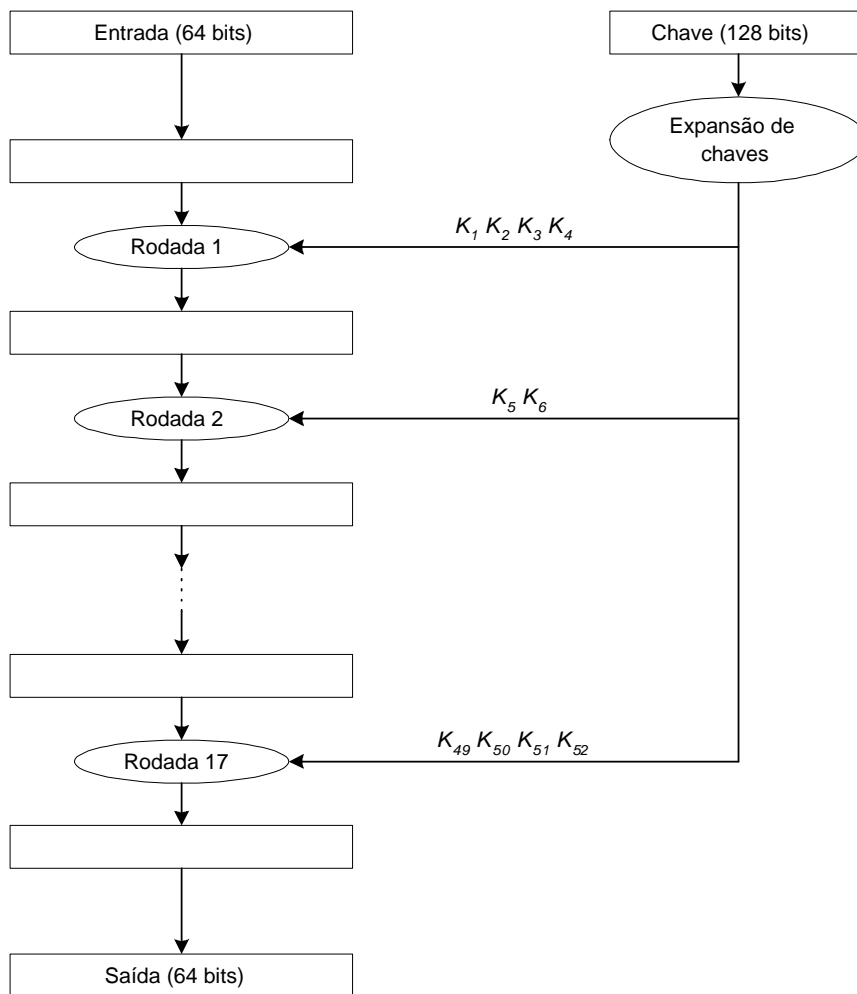 Entrada (64 bits)
Chave (128 bits)
Expansão de
chaves
K1 K2 K3 K4
Rodada 1
K5 K6
Rodada 2
K49 K50 K51 K52
Rodada 17
Saída (64 bits)